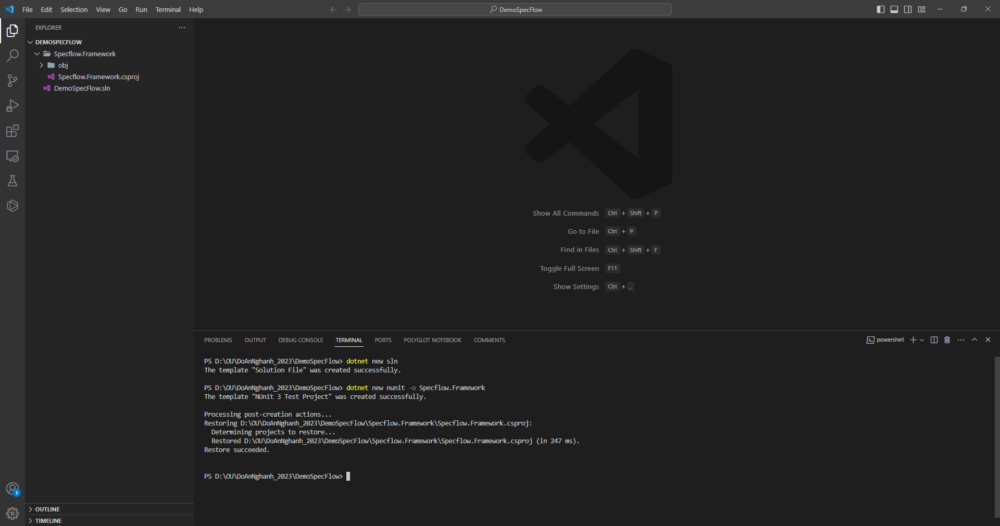 File Edit Selection View Go Run Terminal Help
DemoSpecFlow
EXPLORER
DEMOSPECFLOW
Specflow.Framework
obj
Specflow.Framework.csproj
DemoSpecFlow.sln
OUTLINE
TIMELINE
1
Show All Commands Ctrl + Shift + P
Go to File Ctrl + P
Find in Files Ctrl + Shift + F
Toggle Full Screen F11
Show Settings Ctrl + ,
PROBLEMS OUTPUT DEBUG CONSOLE TERMINAL PORTS POLYGLOT NOTEBOOK COMMENTS
powershell
PS D:\OU\DoAnNghanh_2023\DemoSpecFlow> dotnet new sln
The template "Solution File" was created successfully.
PS D:\OU\DoAnNghanh_2023\DemoSpecFlow> dotnet new nunit -o Specflow.Framework
The template "NUnit 3 Test Project" was created successfully.
Processing post-creation actions...
Restoring D:\OU\DoAnNghanh_2023\DemoSpecFlow\Specflow.Framework\Specflow.Framework.csproj:
Determining projects to restore...
Restored D:\OU\DoAnNghanh_2023\DemoSpecFlow\Specflow.Framework\Specflow.Framework.csproj (in 247 ms).
Restore succeeded.
PS D:\OU\DoAnNghanh_2023\DemoSpecFlow>